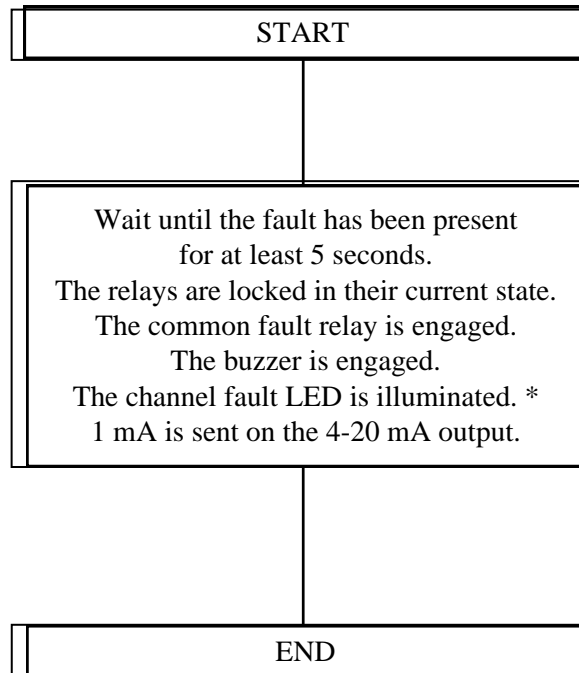 START
Wait until the fault has been present
for at least 5 seconds.
The relays are locked in their current state.
The common fault relay is engaged.
The buzzer is engaged.
The channel fault LED is illuminated. *
1 mA is sent on the 4-20 mA output.
END